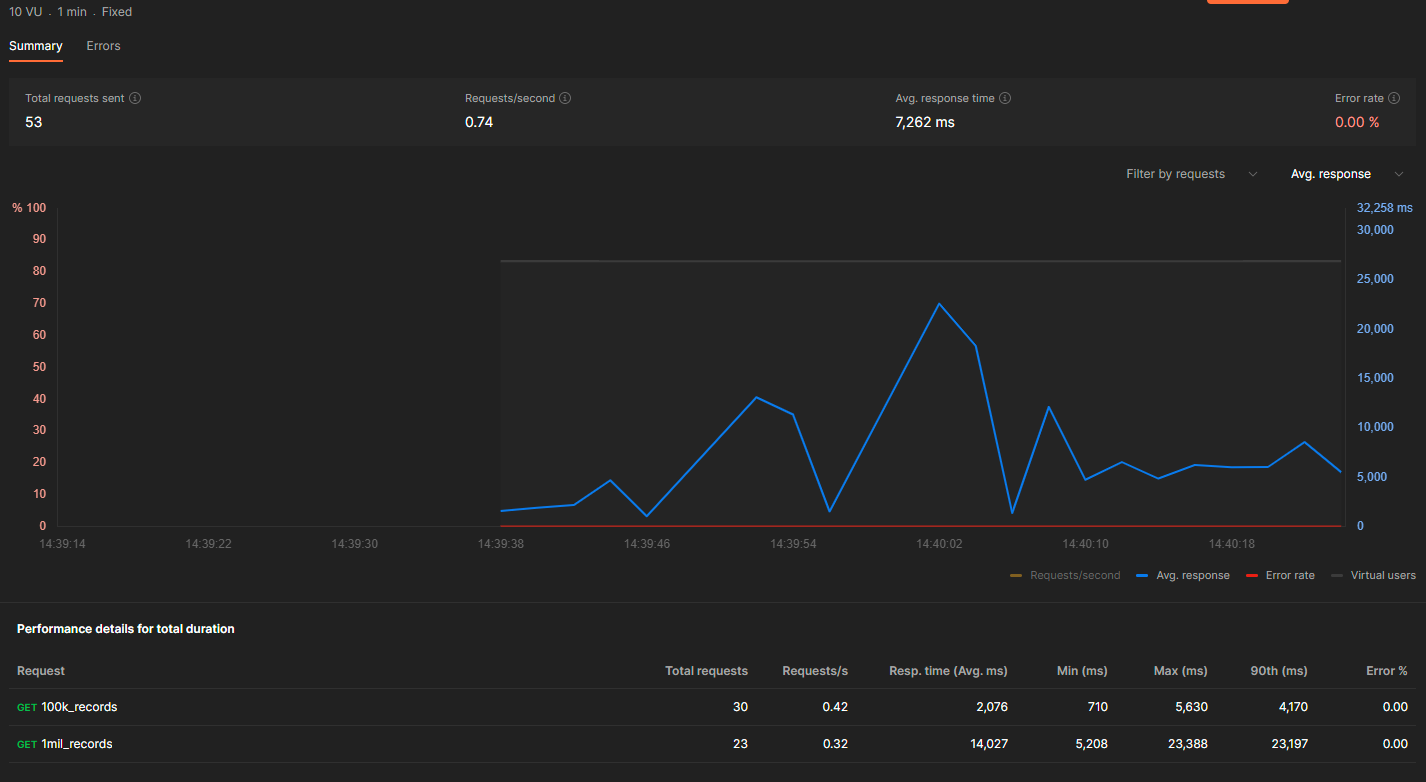 10 VU . 1 min . Fixed
Summary Errors
Total requests sent Requests/second Avg. response time Error rate
53 0.74 7,262 ms 0.00 %
Filter by requests Avg. response
% 100 32,258 ms
30,000
90
80
25,000
70
60 20,000
50
15,000
40
30 10,000
20
5,000
10
0 0
14:39:14 14:39:22 14:39:30 14:39:38 14:39:46 14:39:54 14:40:02 14:40:10 14:40:18
Requests/second Avg. response Error rate Virtual users
Performance details for total duration
Request Total requests Requests/s Resp. time (Avg. ms) Min (ms) Max (ms) 90th (ms) Error %
GET 100k_records 30 0.42 2,076 710 5,630 4,170 0.00
GET 1mil_records 23 0.32 14,027 5,208 23,388 23,197 0.00